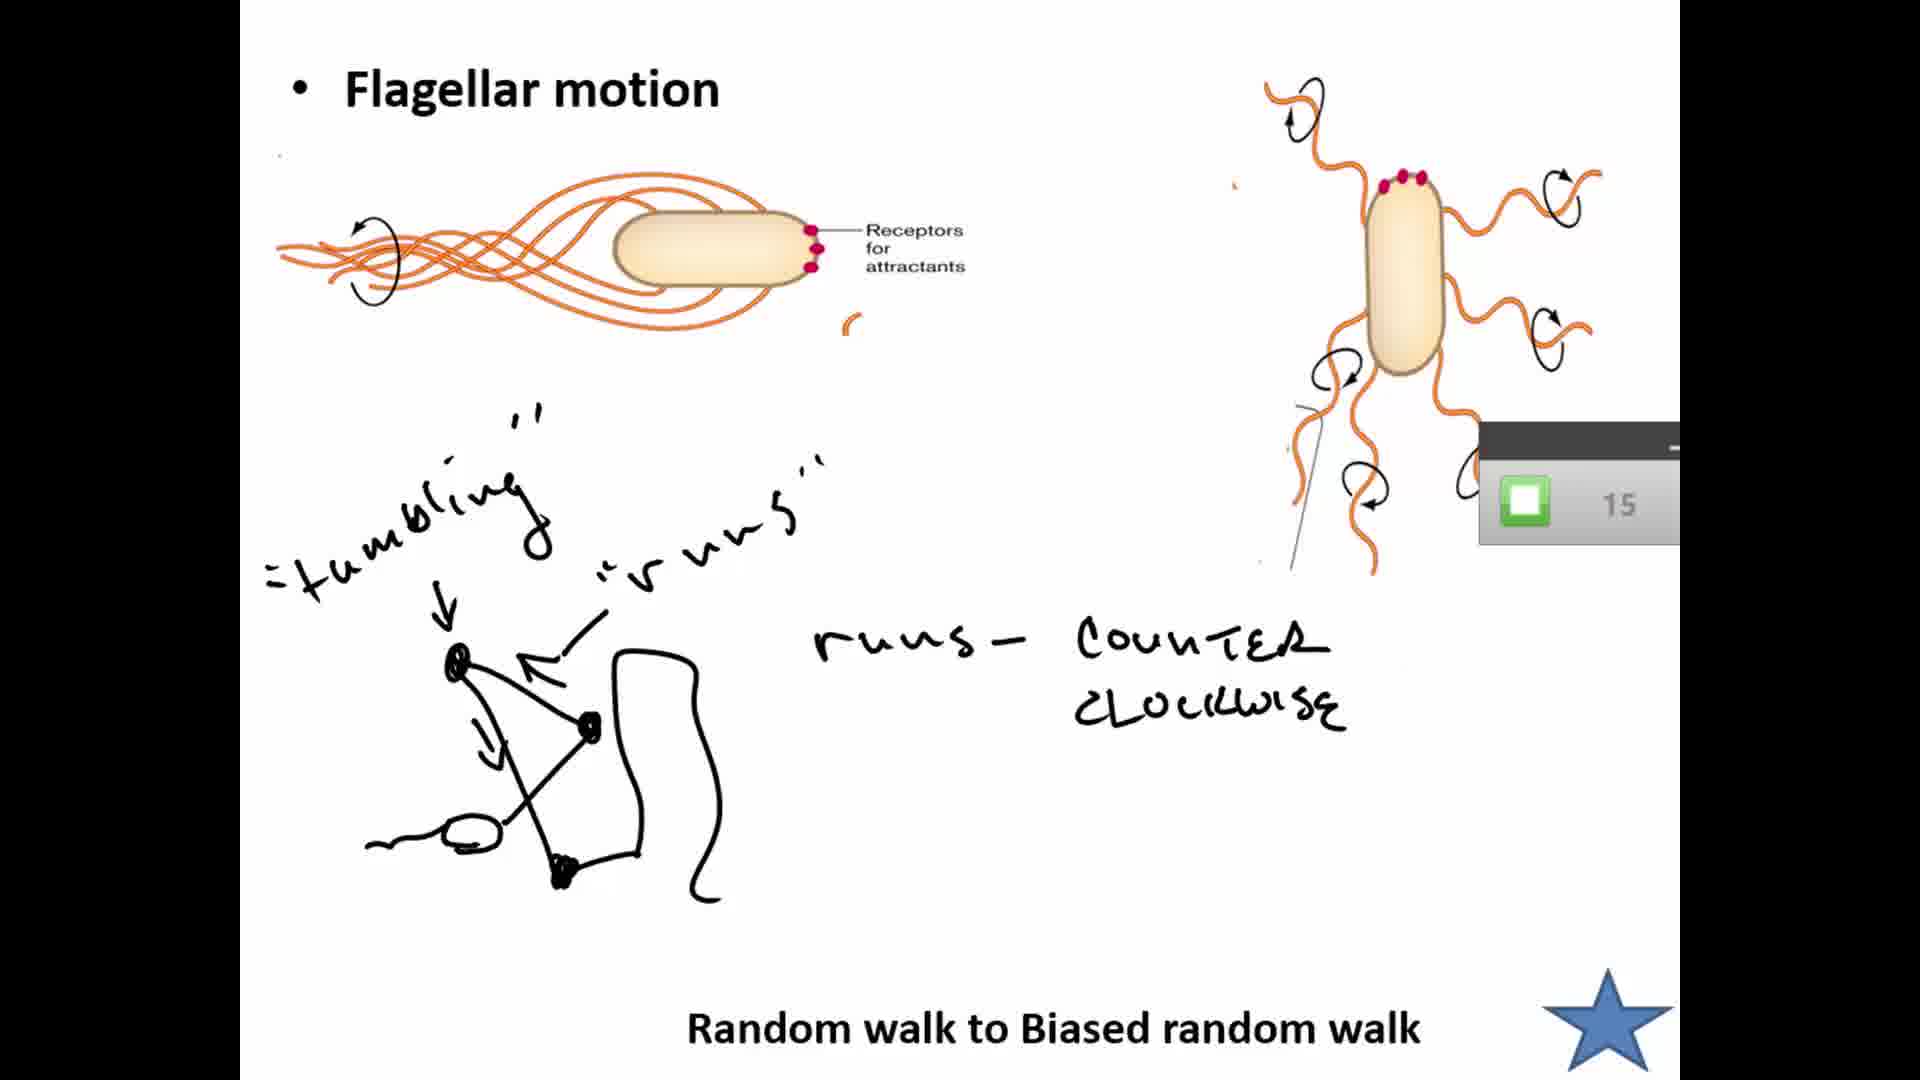 • Flagellar motion
Receptors
for
attractants
"tumbling"
"runs"
runs - COUNTER
CLOCKWISE
15
Random walk to Biased random walk